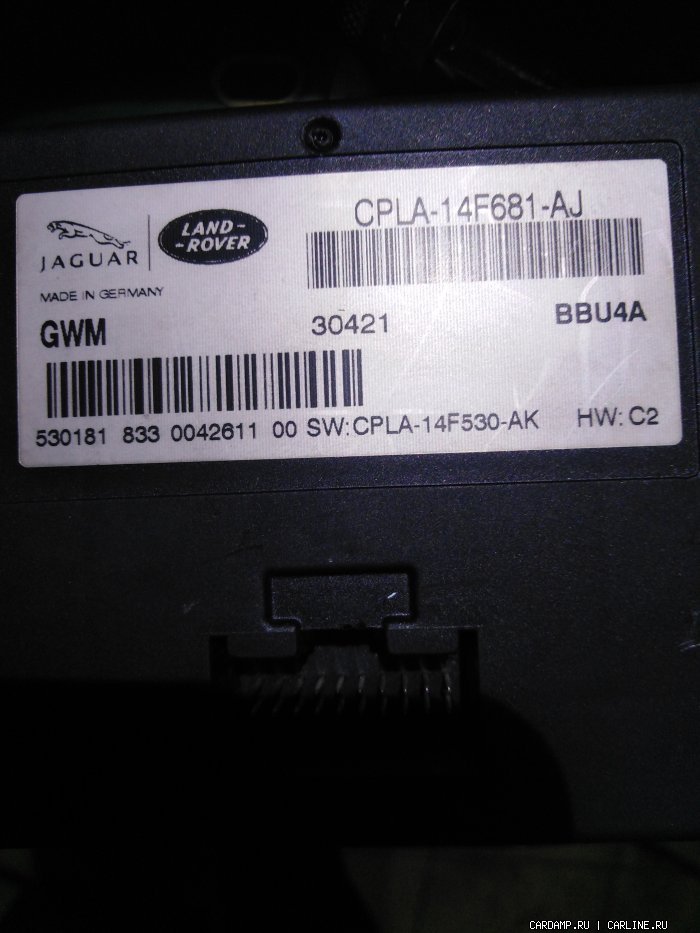 CPLA-14F681-AJ
JAGUAR
LAND-
-ROVER
MADE IN GERMANY
GWM 30421 BBU4A
530181 833 0042611 00 SW:CPLA-14F530-AK HW: C2
CARDAMP.RU | CARLINE.RU